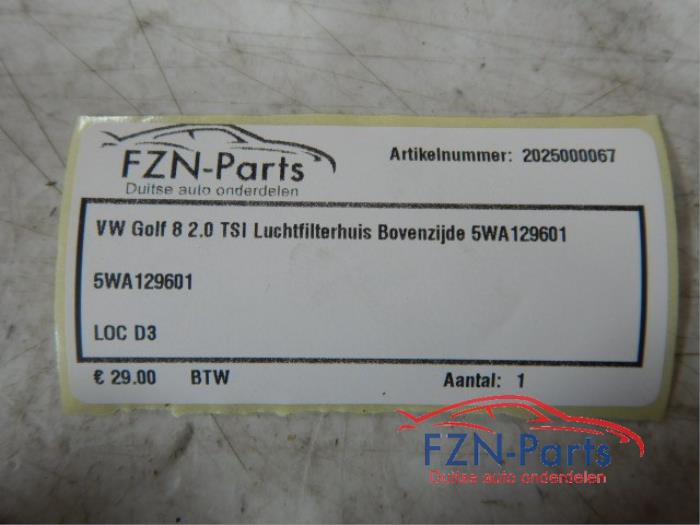 FZN-Parts
Duitse auto onderdelen
Artikelnummer: 2025000067
VW Golf 8 2.0 TSI Luchtfilterhuis Bovenzijde 5WA129601
5WA129601
LOC D3
€ 29.00 BTW Aantal: 1
FZN-Parts
Duitse auto onderdelen